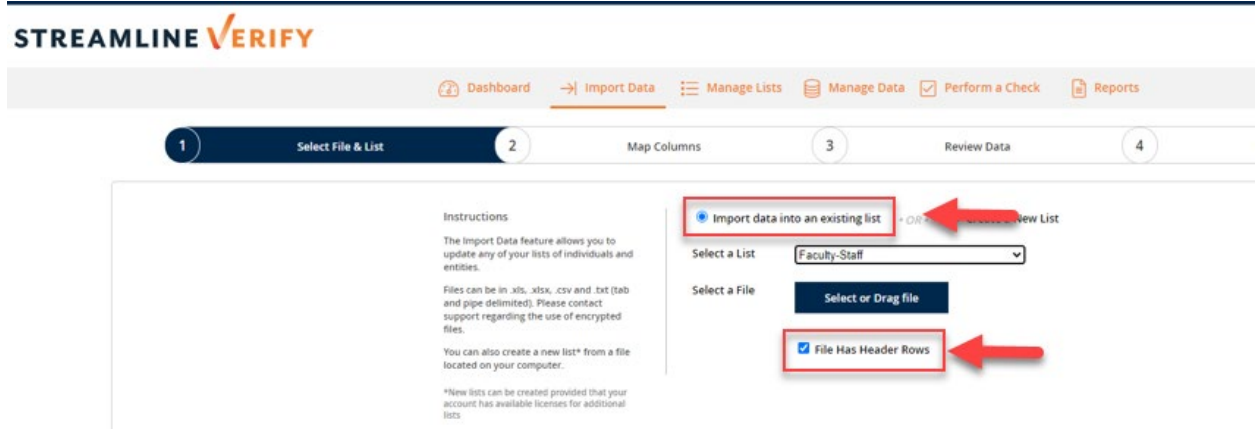 STREAMLINE VERIFY
Dashboard Import Data Manage Lists Manage Data Perform a Check Reports
1 Select File & List 2 Map Columns 3 Review Data 4
Instructions
The Import Data feature allows you to
update any of your lists of individuals and
entities.
Files can be in .xls, .xlsx, .csv and .txt (tab
and pipe delimited). Please contact
support regarding the use of encrypted
files.
You can also create a new list* from a file
located on your computer.
*New lists can be created provided that your
account has available licenses for additional
lists
Import data into an existing list • OR New List
Select a List Faculty-Staff
Select a File Select or Drag file
File Has Header Rows